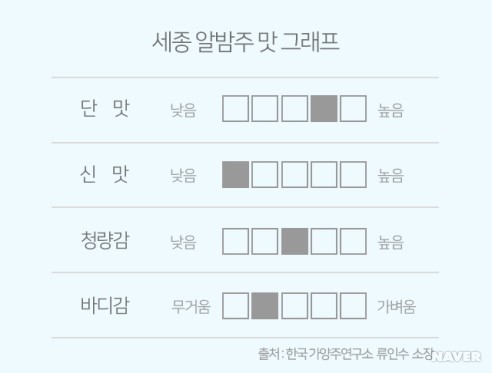 세종 알밤주 맛 그래프
단 맛 낮음 높음
신 맛 낮음 높음
청량감 낮음 높음
바디감 무거움 가벼움
출처 : 한국가양주연구소 류인수 소장
NAVER